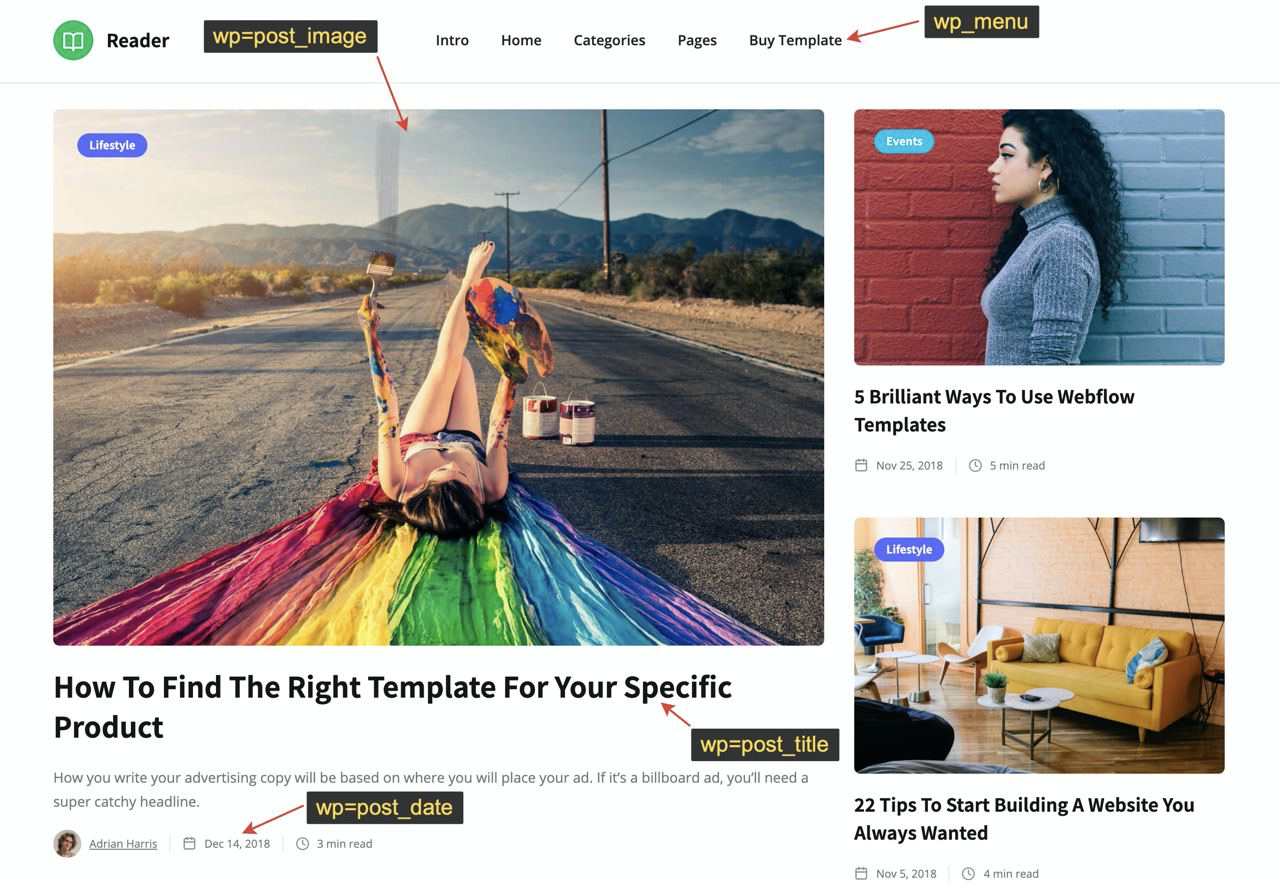 Reader
wp=post_image
Intro
Home
Categories
Pages
Buy Template
wp_menu
Lifestyle
How To Find The Right Template For Your Specific
Product
wp=post_title
How you write your advertising copy will be based on where you will place your ad. If it’s a billboard ad, you’ll need a
super catchy headline.
wp=post_date
Adrian Harris
Dec 14, 2018
3 min read
Events
5 Brilliant Ways To Use Webflow
Templates
Nov 25, 2018
5 min read
Lifestyle
22 Tips To Start Building A Website You
Always Wanted
Nov 5, 2018
4 min read